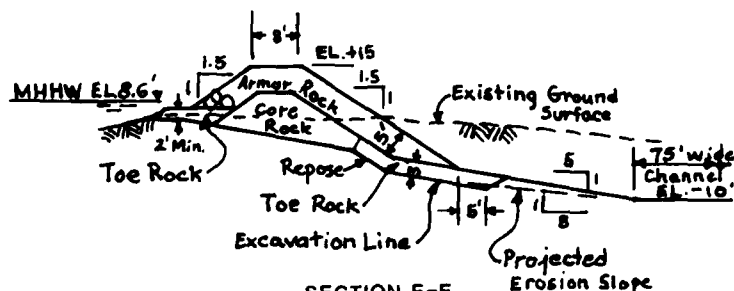 8'
EL. +15
1.5
1
1.5
1
MHHW EL.8.6'
Armor Rock
Core
Rock
Existing Ground
Surface
2' Min.
Toe Rock
Repose
5'
5'
Toe Rock
Excavation Line
5'
5
1
1
8
75' wide
Channel
EL. -10'
Projected
Erosion Slope
SECTION E-E